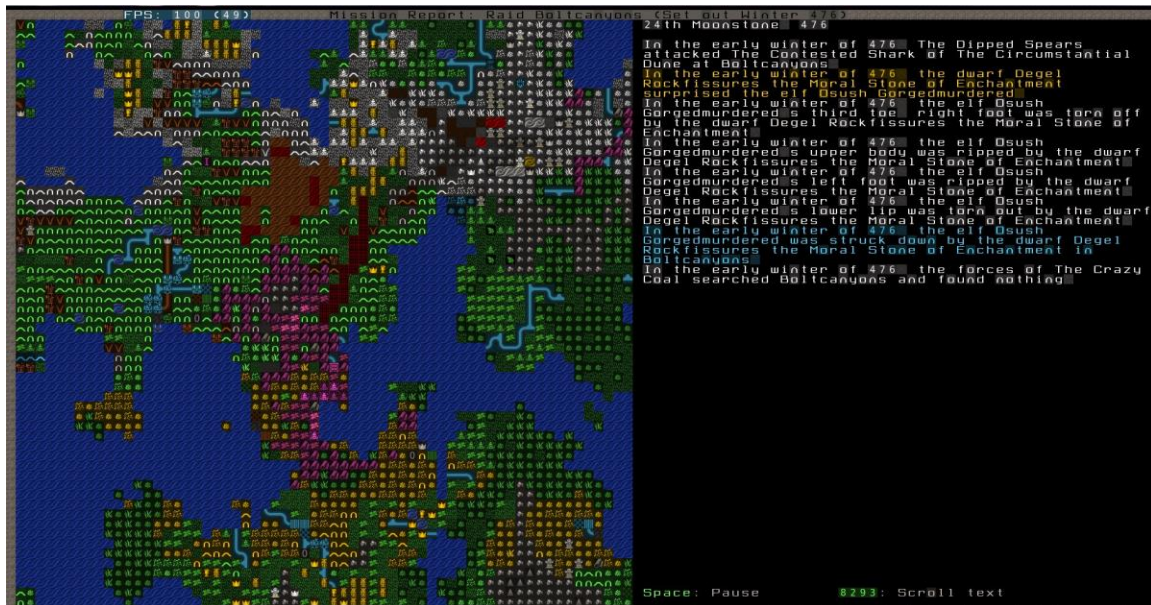 FPS: 100 (49) Mission Report: Raid Boltcanyons (Set out Winter 476)
24th Moonstone 476
In the early winter of 476 The Dipped Spears
attacked The Contested Shark of The Circumstantial
Dune at Boltcanyons
In the early winter of 476 the dwarf Degel
Rockfissures the Moral Stone of Enchantment
surprised the elf Osush Gorgedmurdered
In the early winter of 476 the elf Osush
Gorgedmurdered s third toe right foot was torn off
by the dwarf Degel Rockfissures the Moral Stone of
Enchantment
In the early winter of 476 the elf Osush
Gorgedmurdered s upper body was ripped by the dwarf
Degel Rockfissures the Moral Stone of Enchantment
In the early winter of 476 the elf Osush
Gorgedmurdered s left foot was ripped by the dwarf
Degel Rockfissures the Moral Stone of Enchantment
In the early winter of 476 the elf Osush
Gorgedmurdered s lower lip was torn out by the dwarf
Degel Rockfissures the Moral Stone of Enchantment
In the early winter of 476 the elf Osush
Gorgedmurdered was struck down by the dwarf Degel
Rockfissures the Moral Stone of Enchantment in
Boltcanyons
In the early winter of 476 the forces of The Crazy
Coal searched Boltcanyons and found nothing
Space: Pause 8293: Scroll text